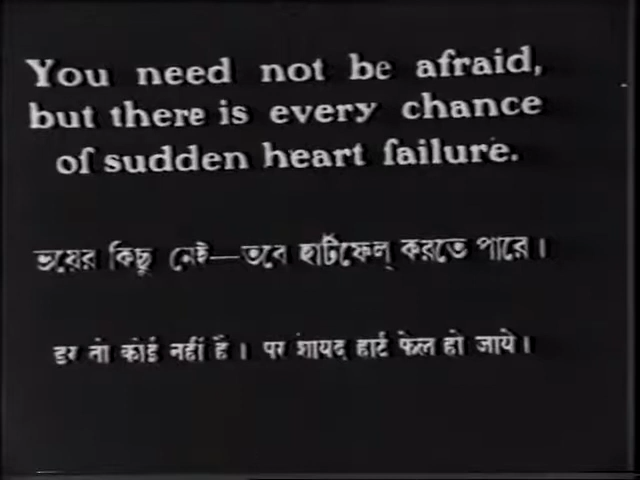 You need not be afraid,
but there is every chance
of sudden heart failure.
ভয়ের কিছু নেই—তবে হার্টফেল্ করতে পারে।
डर तो कोई नहीं है। पर शायद हार्ट फेल हो जाये।